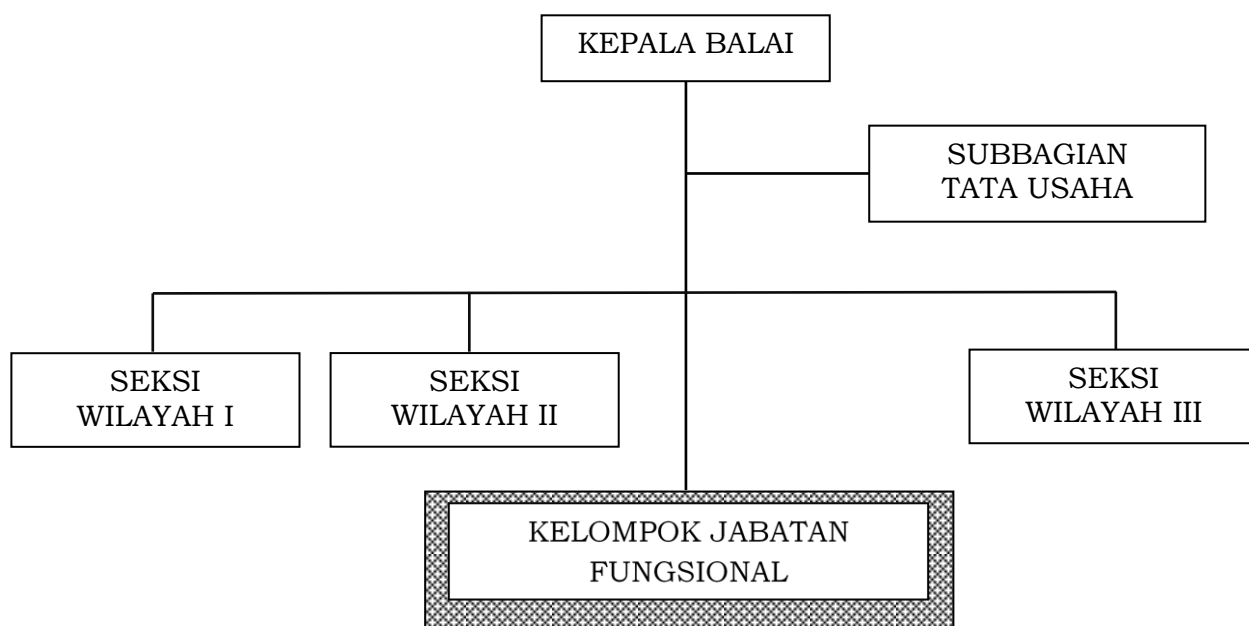 KEPALA BALAI
SUBBAGIAN
TATA USAHA
SEKSI
WILAYAH I
SEKSI
WILAYAH II
SEKSI
WILAYAH III
KELOMPOK JABATAN
FUNGSIONAL